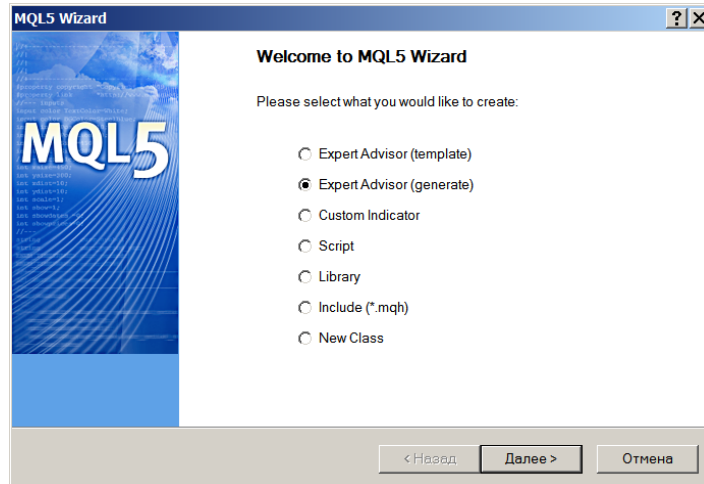 MQL5 Wizard
MQL5
Welcome to MQL5 Wizard
Please select what you would like to create:
Expert Advisor (template)
Expert Advisor (generate)
Custom Indicator
Script
Library
Include (*.mqh)
New Class
< Назад
Далее >
Отмена